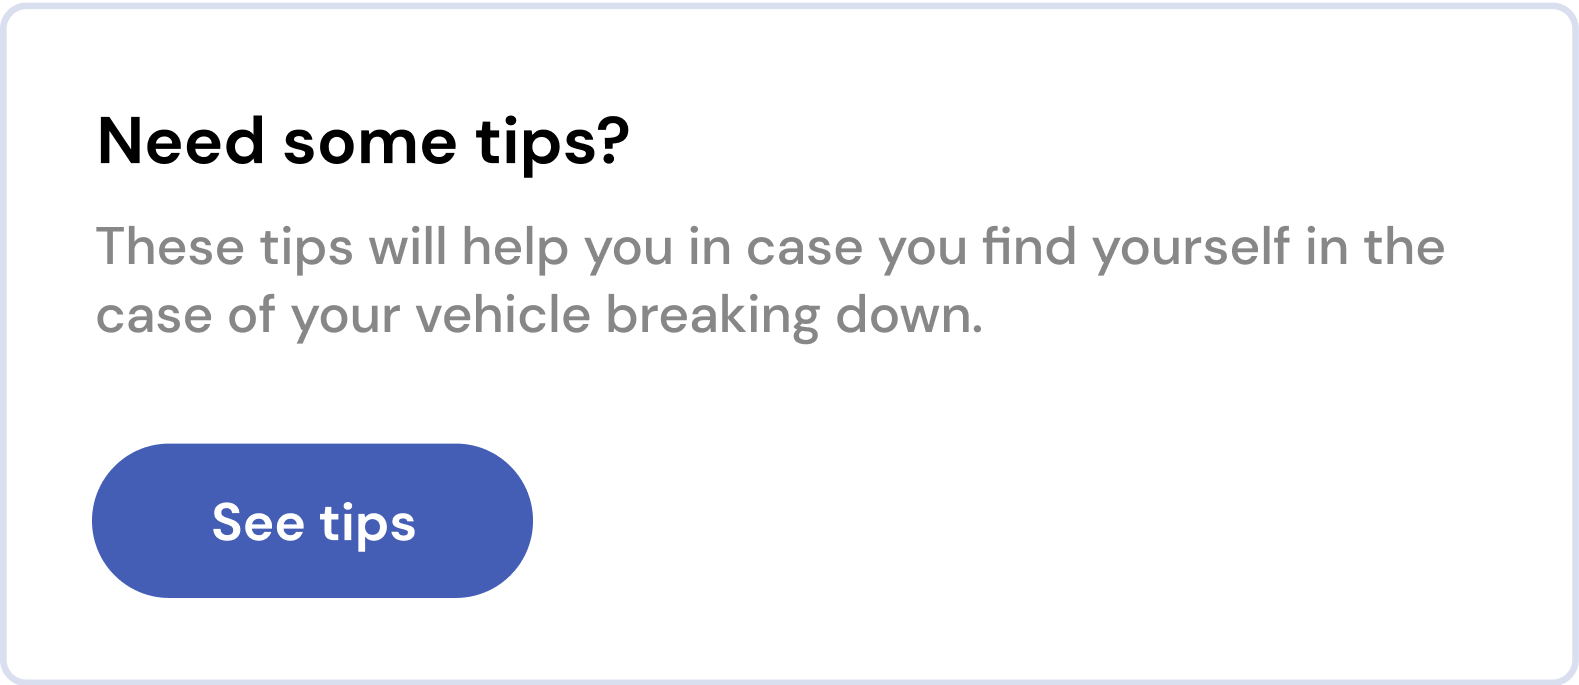 Need some tips?
These tips will help you in case you find yourself in the
case of your vehicle breaking down.
See tips